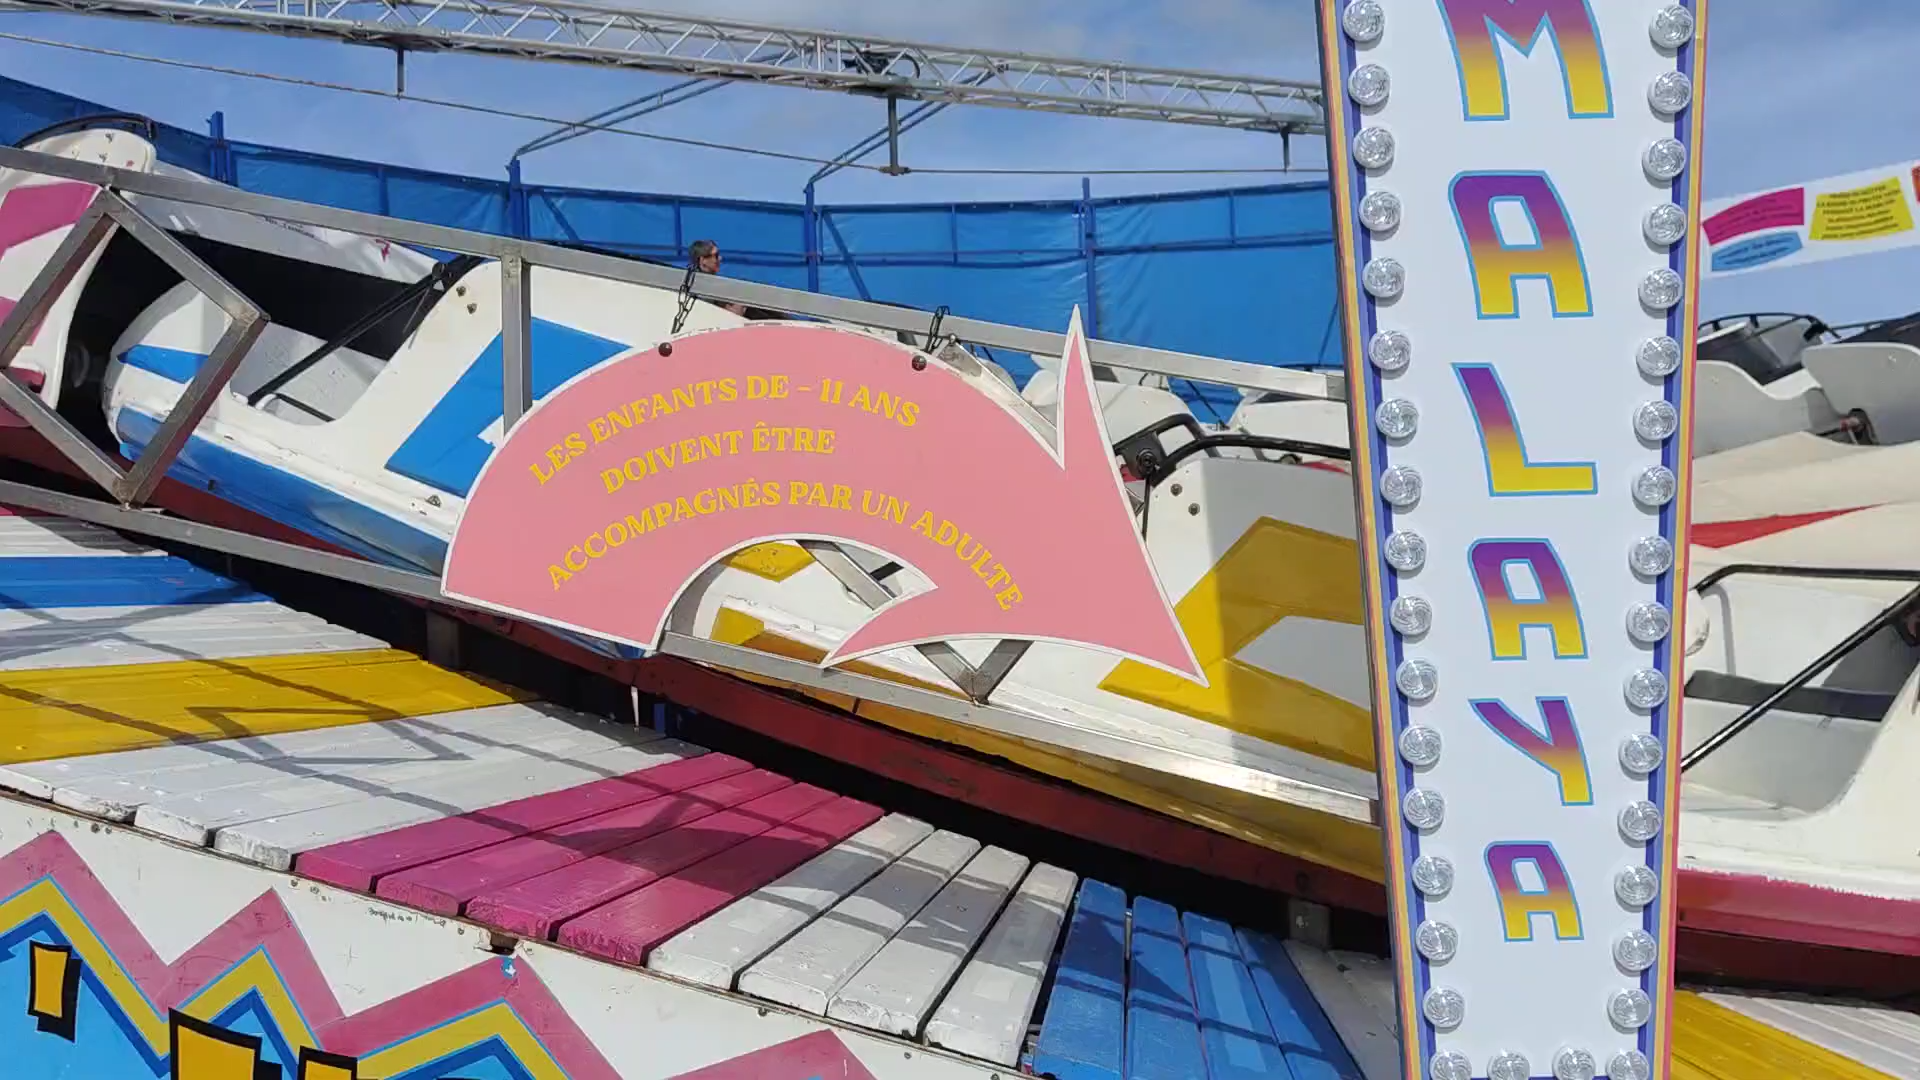 LES ENFANTS DE - 11 ANS
DOIVENT ÊTRE
ACCOMPAGNÉS PAR UN ADULTE
MALAYA